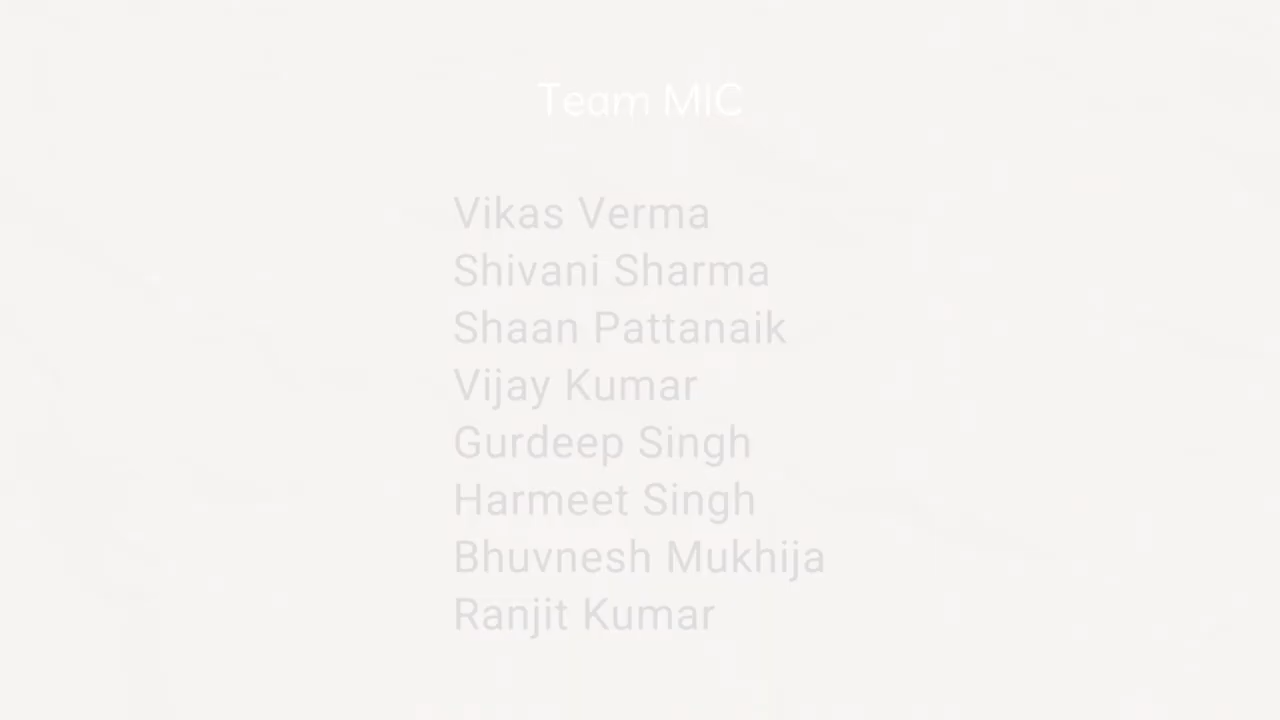 Team MIC
Vikas Verma
Shivani Sharma
Shaan Pattanaik
Vijay Kumar
Gurdeep Singh
Harmeet Singh
Bhuvnesh Mukhija
Ranjit Kumar